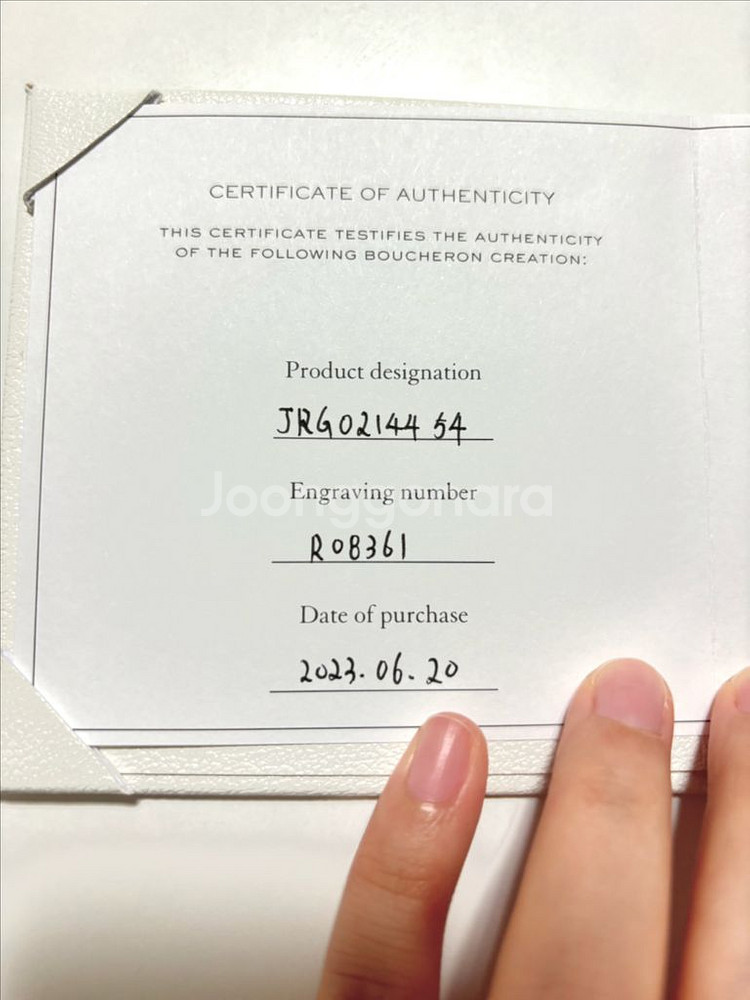 CERTIFICATE OF AUTHENTICITY
THIS CERTIFICATE TESTIFIES THE AUTHENTICITY
OF THE FOLLOWING BOUCHERON CREATION:
Product designation
JRG02144 54
Engraving number
Joonggonara
R08361
Date of purchase
2023.06.20